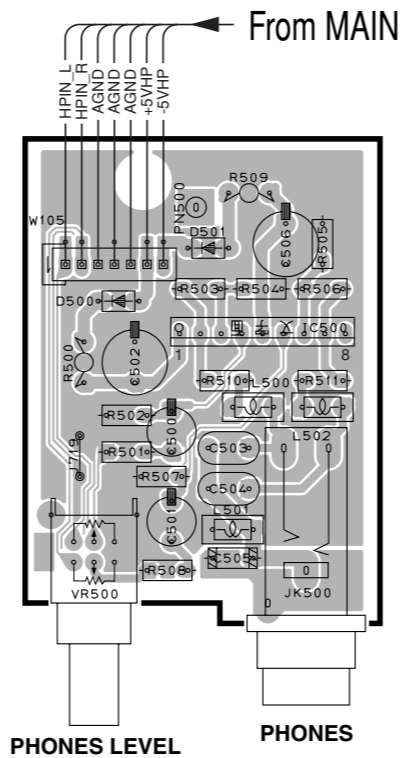 From MAIN
HPIN_L
HPIN_R
AGND
AGND
AGND
+5VHP
-5VHP
R509
PN500
W105
D501
C506
R505
D500
R503
R504
R506
IC500
1
8
R500
C502
R510
L500
R511
R502
C500
L502
R501
C503
J719
R507
C504
C501
L501
C505
R508
VR500
JK500
PHONES LEVEL
PHONES